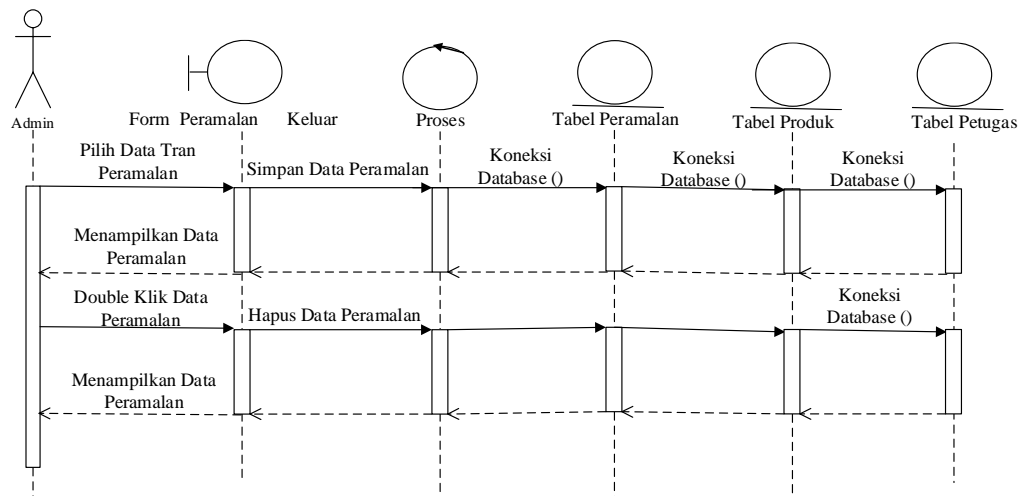 Admin
Form Peramalan Keluar
Proses
Tabel Peramalan
Tabel Produk
Tabel Petugas
Pilih Data Tran
Peramalan
Simpan Data Peramalan
Koneksi
Database ()
Koneksi
Database ()
Koneksi
Database ()
Menampilkan Data
Peramalan
Double Klik Data
Peramalan
Hapus Data Peramalan
Koneksi
Database ()
Menampilkan Data
Peramalan